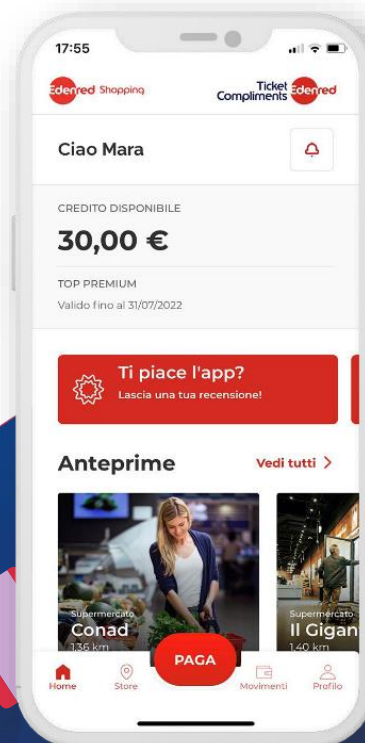 17:55
Edenred Shopping
Ticket
Compliments Edenred
Ciao Mara
CREDITO DISPONIBILE
30,00 €
TOP PREMIUM
Valido fino al 31/07/2022
Ti piace l'app?
Lascia una tua recensione!
Anteprime
Vedi tutti >
Supermercato
Conad
1,36 km
Supermercato
Il Gigan
1,40 km
PAGA
Home
Store
Movimenti
Profilo